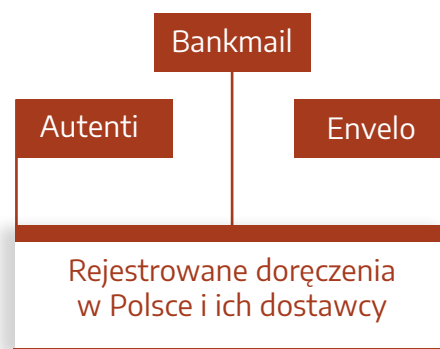 Bankmail
Autenti
Envelo
Rejestrowane doręczenia
w Polsce i ich dostawcy